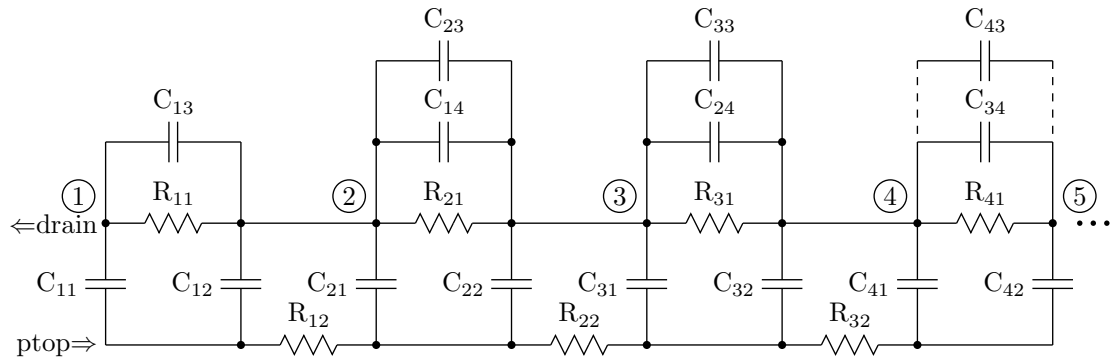 C23 C33 C43
C13 C14 C24 C34
1 R11 2 R21 3 R31 4 R41 5
⇐drain ...
C11 C12 C21 C22 C31 C32 C41 C42
R12 R22 R32
ptop⇒